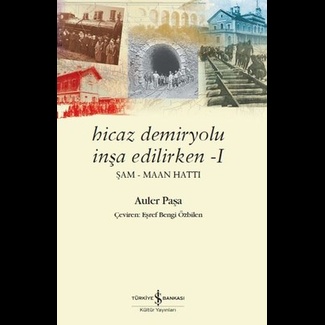 hicaz demiryolu
inşa edilirken -I
ŞAM - MAAN HATTI
Auler Paşa
Çeviren: Eşref Bengi Özbilen
TÜRKİYE İŞ BANKASI
Kültür Yayınları